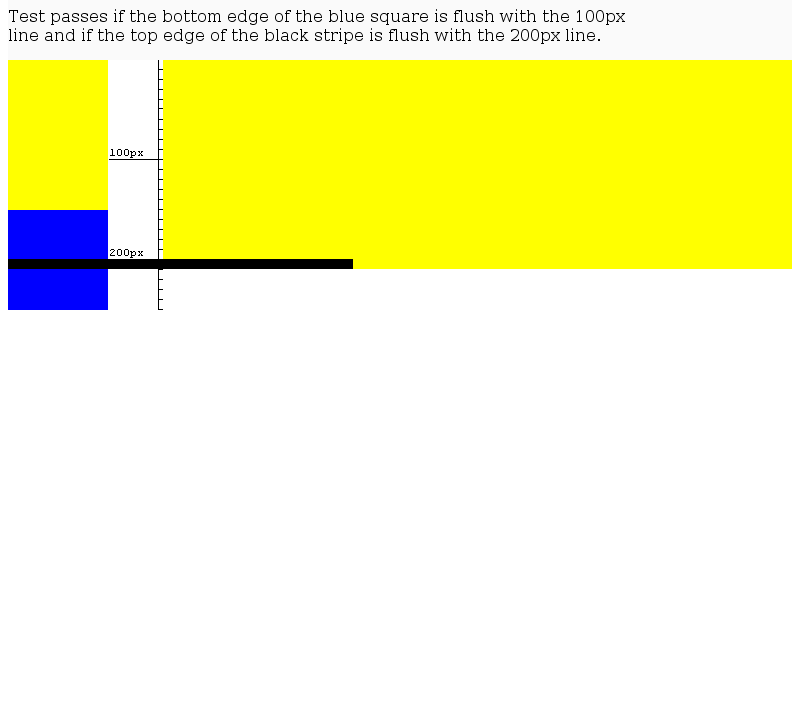 Test passes if the bottom edge of the blue square is flush with the 100px
line and if the top edge of the black stripe is flush with the 200px line.
100px
200px